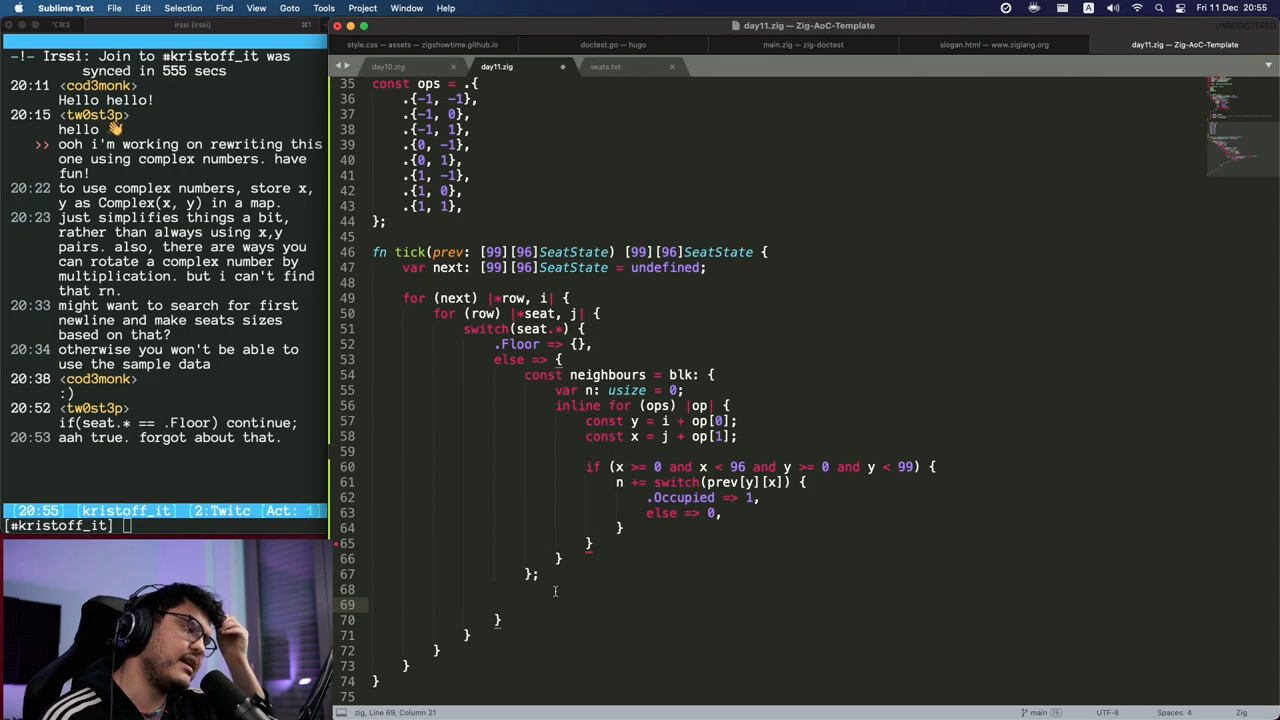 Sublime Text File Edit Selection Find View Goto Tools Project Window Help
Fri 11 Dec 20:55
⌥⌘2 irssi (irssi) ⌘1
day11.zig — Zig-AoC-Template
UNREGISTERED
style.css — assets — zigshowtime.github.io
doctest.go — hugo
main.zig — zig-doctest
slogan.html — www.ziglang.org
day11.zig — Zig-AoC-Template
day10.zig
day11.zig
seats.txt
-!- Irssi: Join to #kristoff_it was
synced in 555 secs
20:11 <cod3monk>
Hello hello!
20:15 <tw0st3p>
hello 👋
>> ooh i'm working on rewriting this
one using complex numbers. have
fun!
20:22 to use complex numbers, store x,
y as Complex(x, y) in a map.
20:23 just simplifies things a bit,
rather than always using x,y
pairs. also, there are ways you
can rotate a complex number by
multiplication. but i can't find
that rn.
20:33 might want to search for first
newline and make seats sizes
based on that?
20:34 otherwise you won't be able to
use the sample data
20:38 <cod3monk>
:)
20:52 <tw0st3p>
if(seat.* == .Floor) continue;
20:53 aah true. forgot about that.
[20:55] [kristoff_it] [2:Twitc [Act: 1]
[#kristoff_it]
35 const ops = .{
36 .{-1, -1},
37 .{-1, 0},
38 .{-1, 1},
39 .{0, -1},
40 .{0, 1},
41 .{1, -1},
42 .{1, 0},
43 .{1, 1},
44 };
45
46 fn tick(prev: [99][96]SeatState) [99][96]SeatState {
47 var next: [99][96]SeatState = undefined;
48
49 for (next) |*row, i| {
50 for (row) |*seat, j| {
51 switch(seat.*) {
52 .Floor => {},
53 else => {
54 const neighbours = blk: {
55 var n: usize = 0;
56 inline for (ops) |op| {
57 const y = i + op[0];
58 const x = j + op[1];
59
60 if (x >= 0 and x < 96 and y >= 0 and y < 99) {
61 n += switch(prev[y][x]) {
62 .Occupied => 1,
63 else => 0,
64 }
65 }
66 }
67 };
68
69
70 }
71 }
72 }
73 }
74 }
75
zig, Line 69, Column 21
main 26
UTF-8
Spaces: 4
Zig